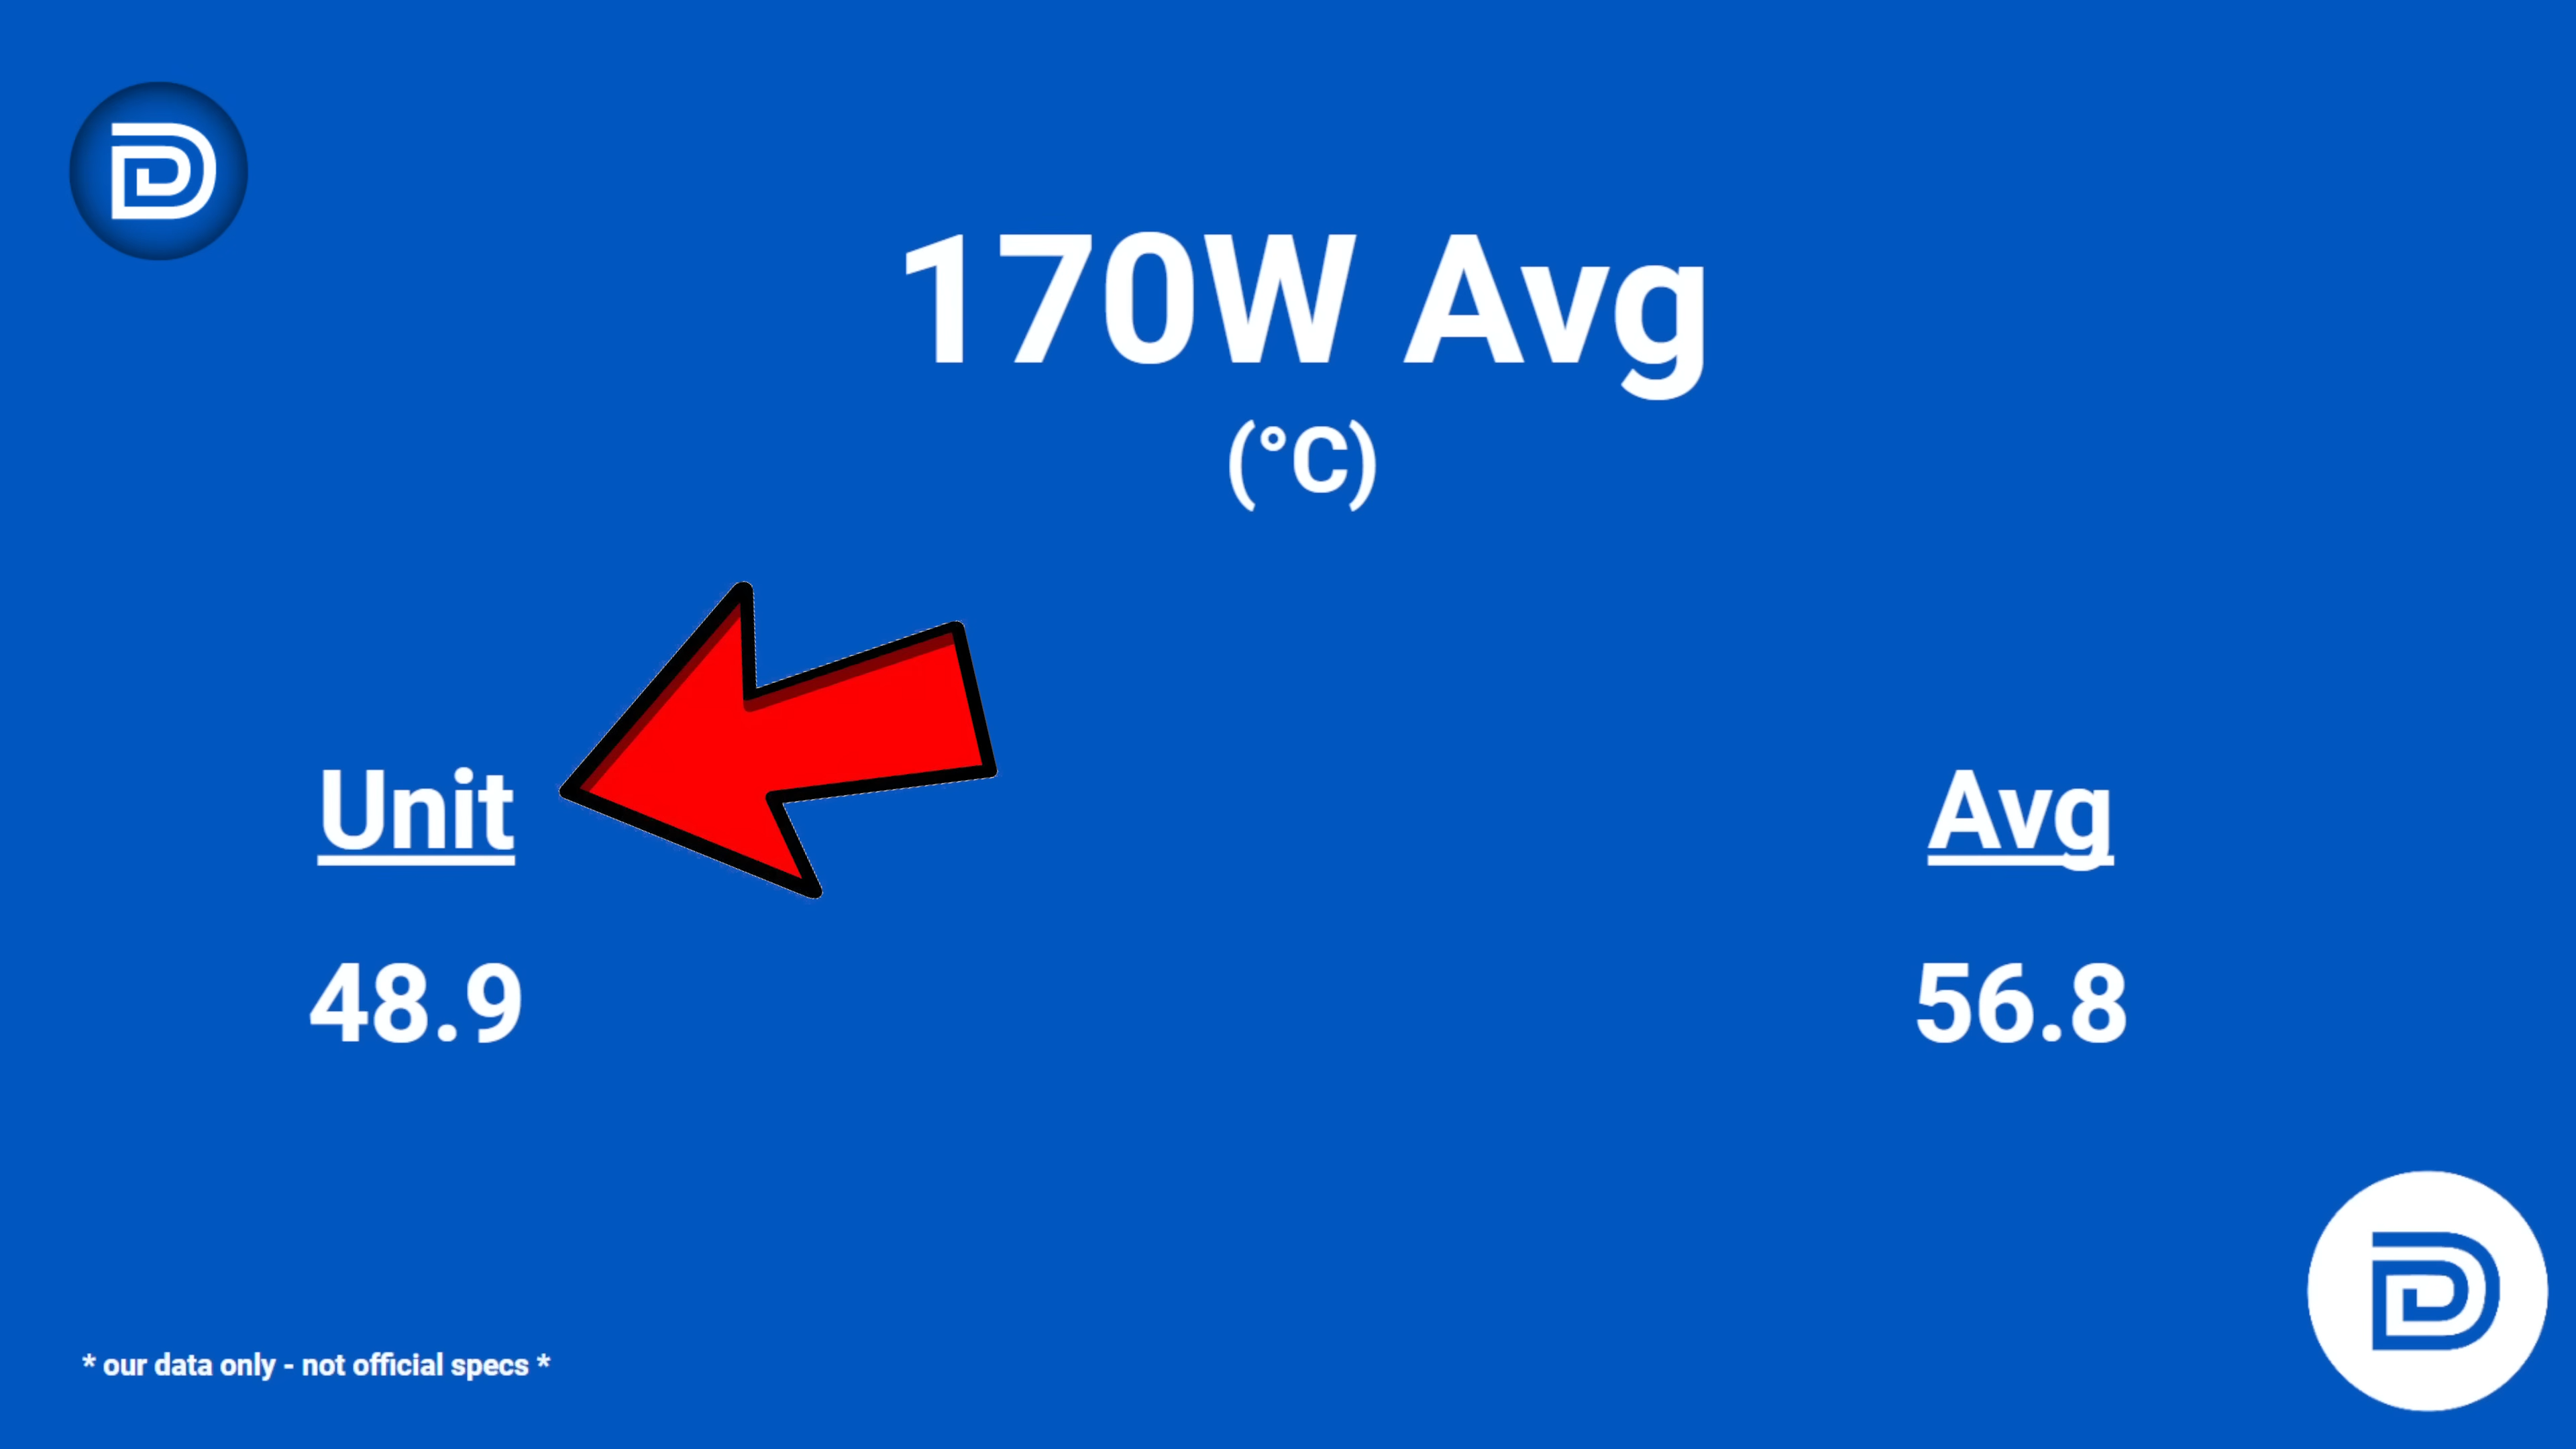 170W Avg
(°C)
Unit
Avg
48.9
56.8
* our data only - not official specs *